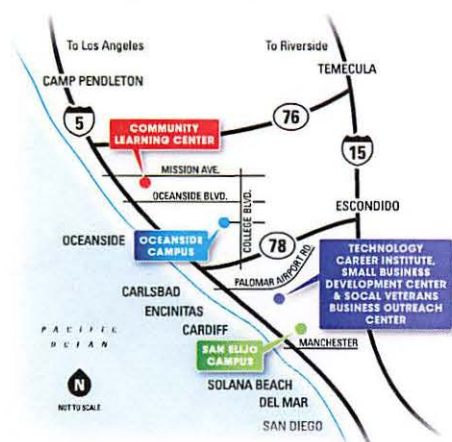 To Los Angeles
To Riverside
TEMECULA
CAMP PENDLETON
5
76
COMMUNITY
LEARNING CENTER
15
MISSION AVE.
OCEANSIDE BLVD.
COLLEGE BLVD.
ESCONDIDO
OCEANSIDE
OCEANSIDE
CAMPUS
78
PALOMAR AIRPORT RD.
TECHNOLOGY
CAREER INSTITUTE,
SMALL BUSINESS
DEVELOPMENT CENTER
& SOCAL VETERANS
BUSINESS OUTREACH
CENTER
CARLSBAD
ENCINITAS
CARDIFF
PACIFIC
OCEAN
SAN ELIJO
CAMPUS
MANCHESTER
N
NOT TO SCALE
SOLANA BEACH
DEL MAR
SAN DIEGO